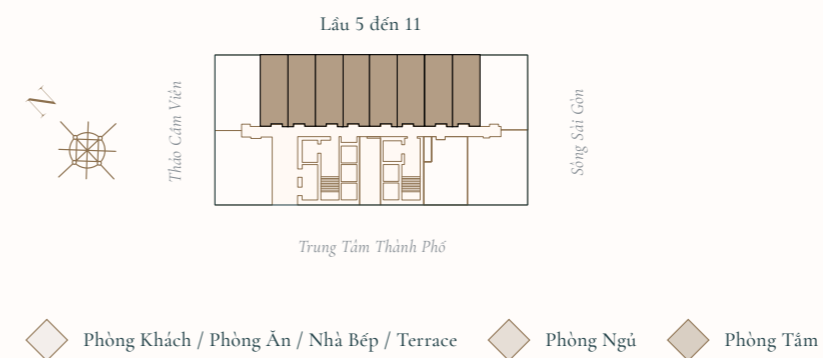 Lầu 5 đến 11
N
Thảo Cầm Viên
Sông Sài Gòn
Trung Tâm Thành Phố
Phòng Khách / Phòng Ăn / Nhà Bếp / Terrace
Phòng Ngủ
Phòng Tắm